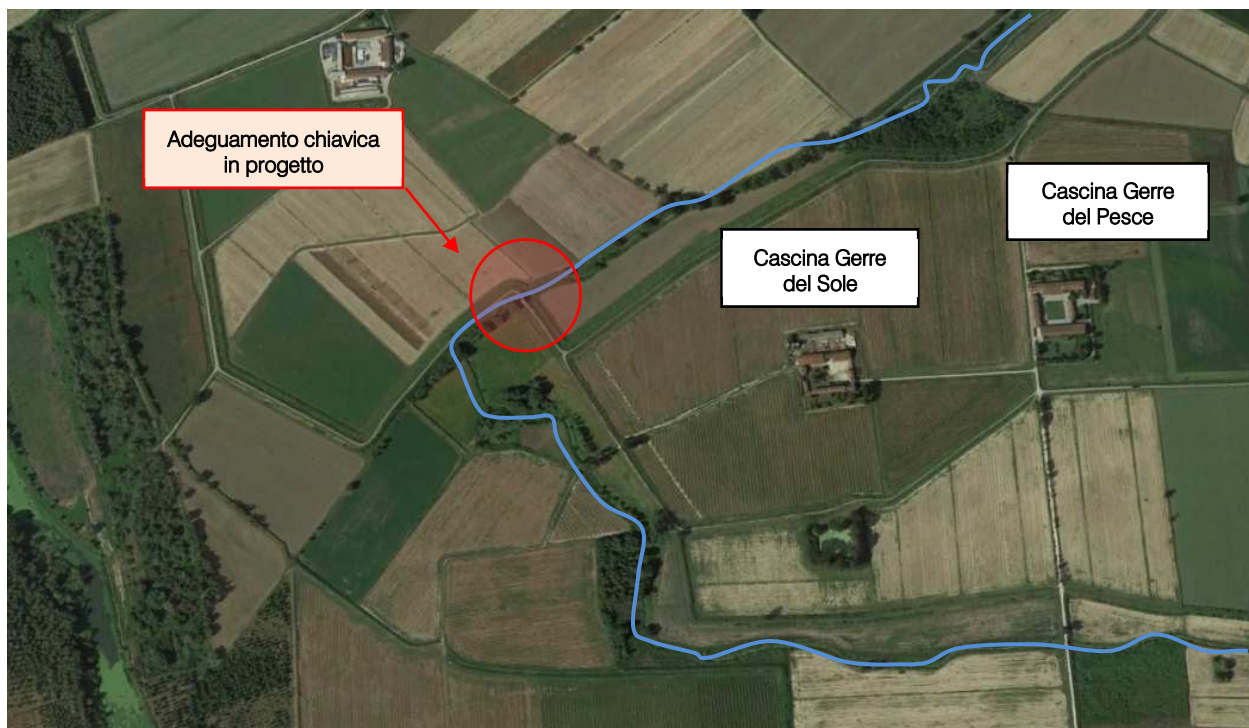 Adeguamento chiavica
in progetto
Cascina Gerre
del Pesce
Cascina Gerre
del Sole